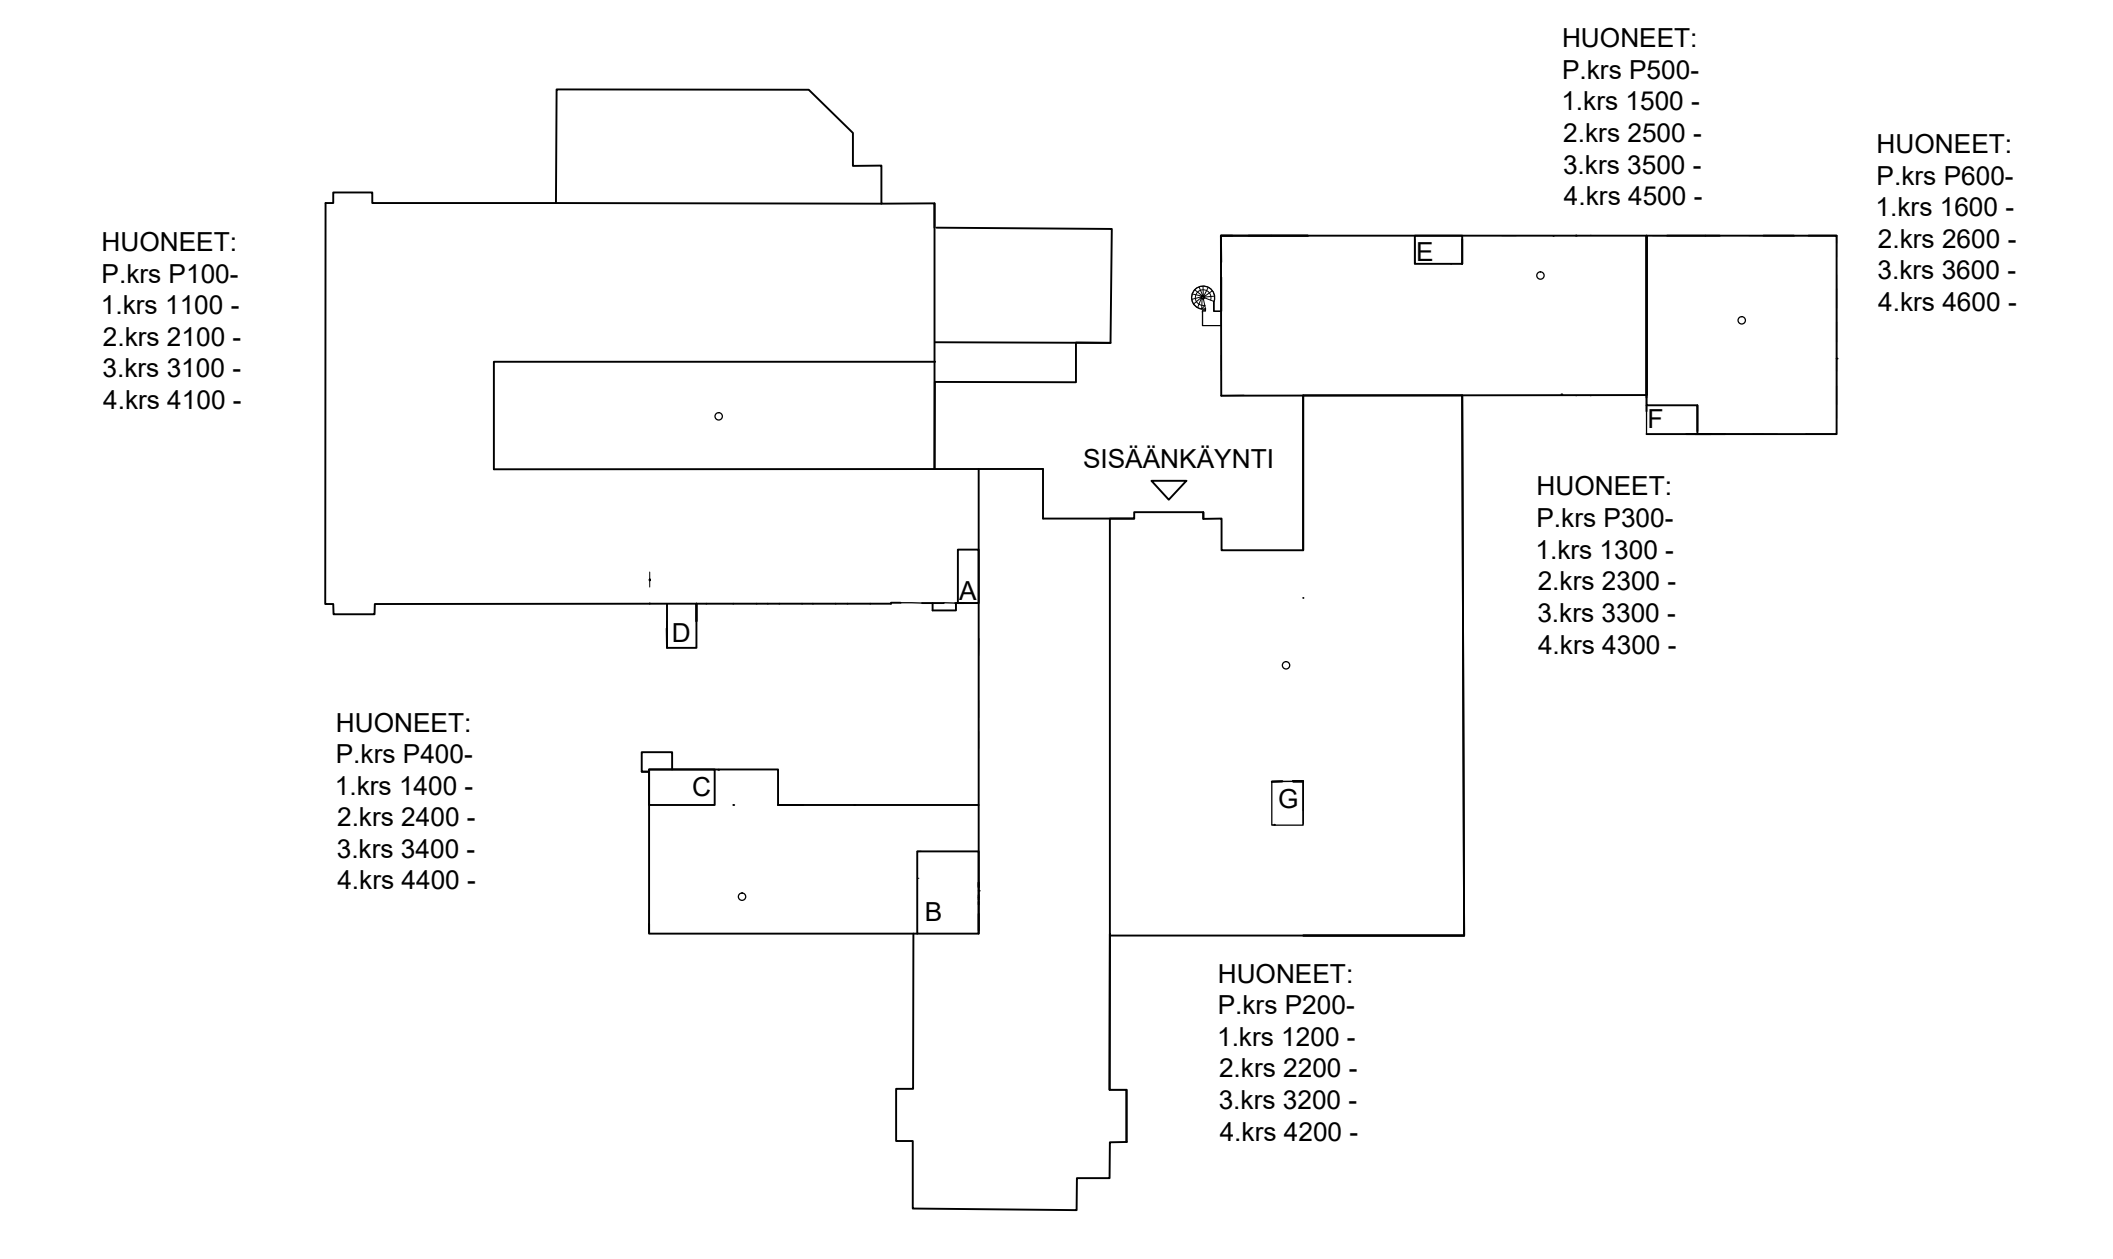 HUONEET:
P.krs P500-
1.krs 1500 -
2.krs 2500 -
3.krs 3500 -
4.krs 4500 -
HUONEET:
P.krs P600-
1.krs 1600 -
2.krs 2600 -
3.krs 3600 -
4.krs 4600 -
HUONEET:
P.krs P100-
1.krs 1100 -
2.krs 2100 -
3.krs 3100 -
4.krs 4100 -
E
F
SISÄÄNKÄYNTI
HUONEET:
P.krs P300-
1.krs 1300 -
2.krs 2300 -
3.krs 3300 -
4.krs 4300 -
A
D
HUONEET:
P.krs P400-
1.krs 1400 -
2.krs 2400 -
3.krs 3400 -
4.krs 4400 -
C
G
B
HUONEET:
P.krs P200-
1.krs 1200 -
2.krs 2200 -
3.krs 3200 -
4.krs 4200 -